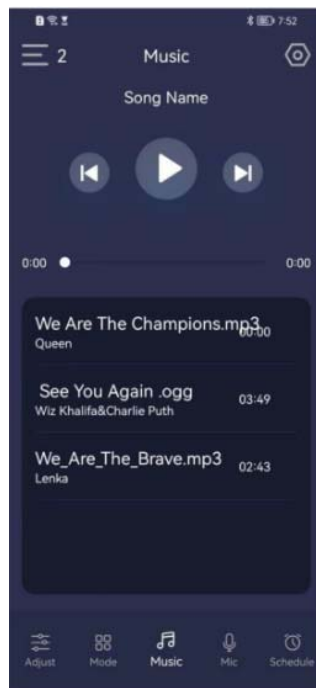 7:52
2 Music
Song Name
0:00 0:00
We Are The Champions.mp3 00:00
Queen
See You Again .ogg 03:49
Wiz Khalifa&Charlie Puth
We_Are_The_Brave.mp3 02:43
Lenka
Adjust Mode Music Mic Schedule